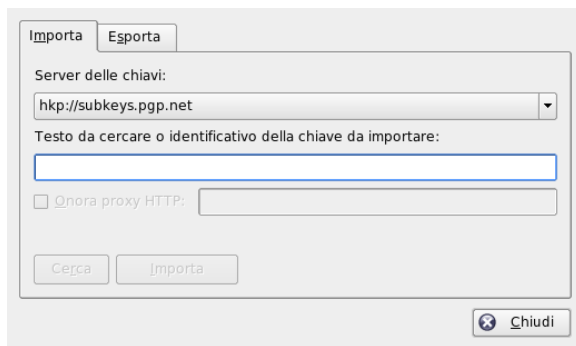 Importa
Esporta
Server delle chiavi:
hkp://subkeys.pgp.net
Testo da cercare o identificativo della chiave da importare:
Onora proxy HTTP:
Cerca
Importa
Chiudi